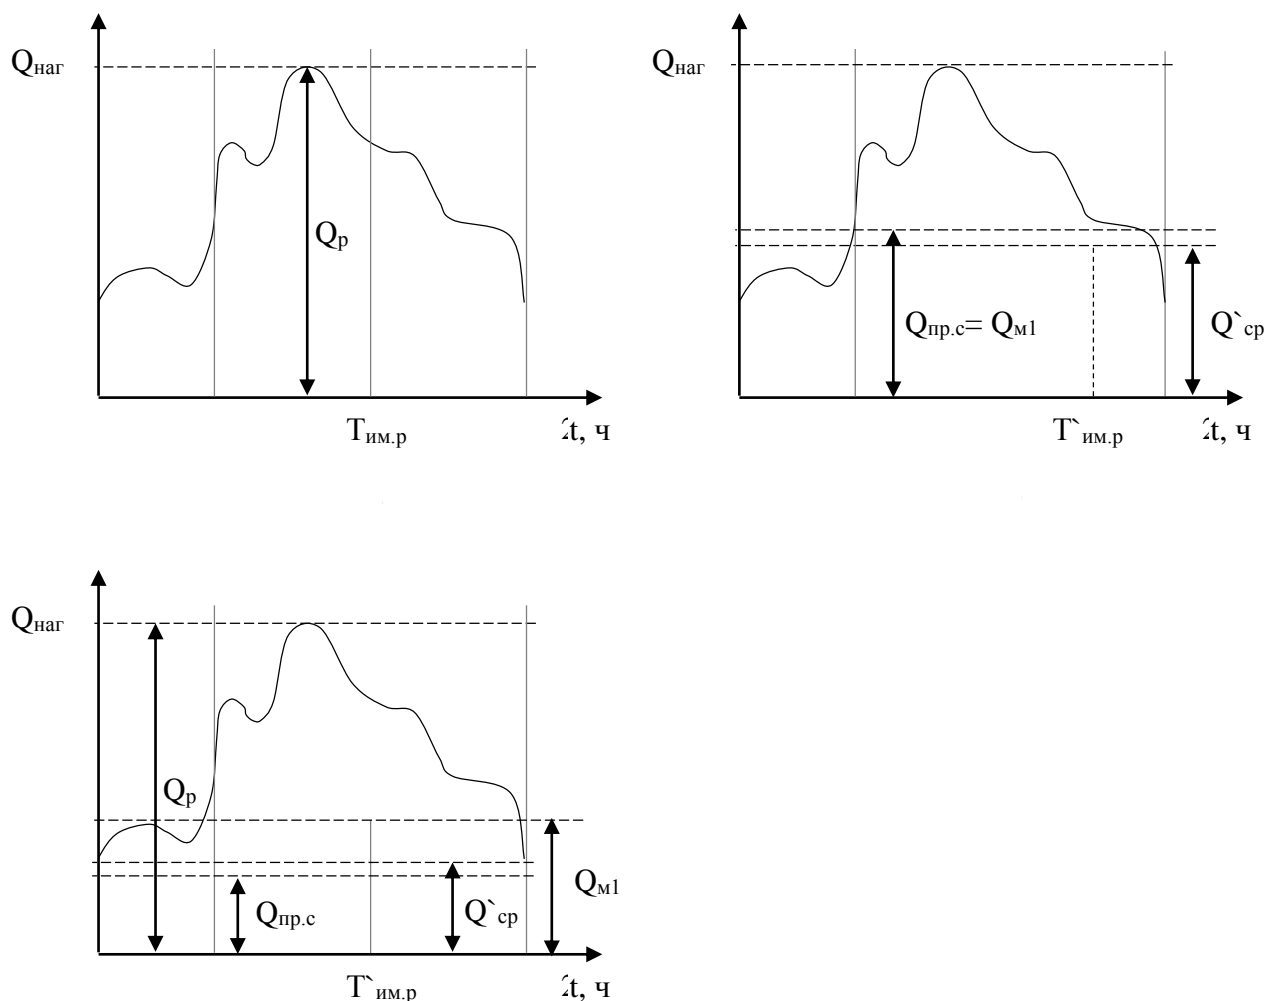 Qнаг
Qр
Tим.р
t, ч
Qнаг
Qпр.с= Qм1
Q`ср
T`им.р
t, ч
Qнаг
Qр
Qм1
Qпр.с
Q`ср
T`им.р
t, ч